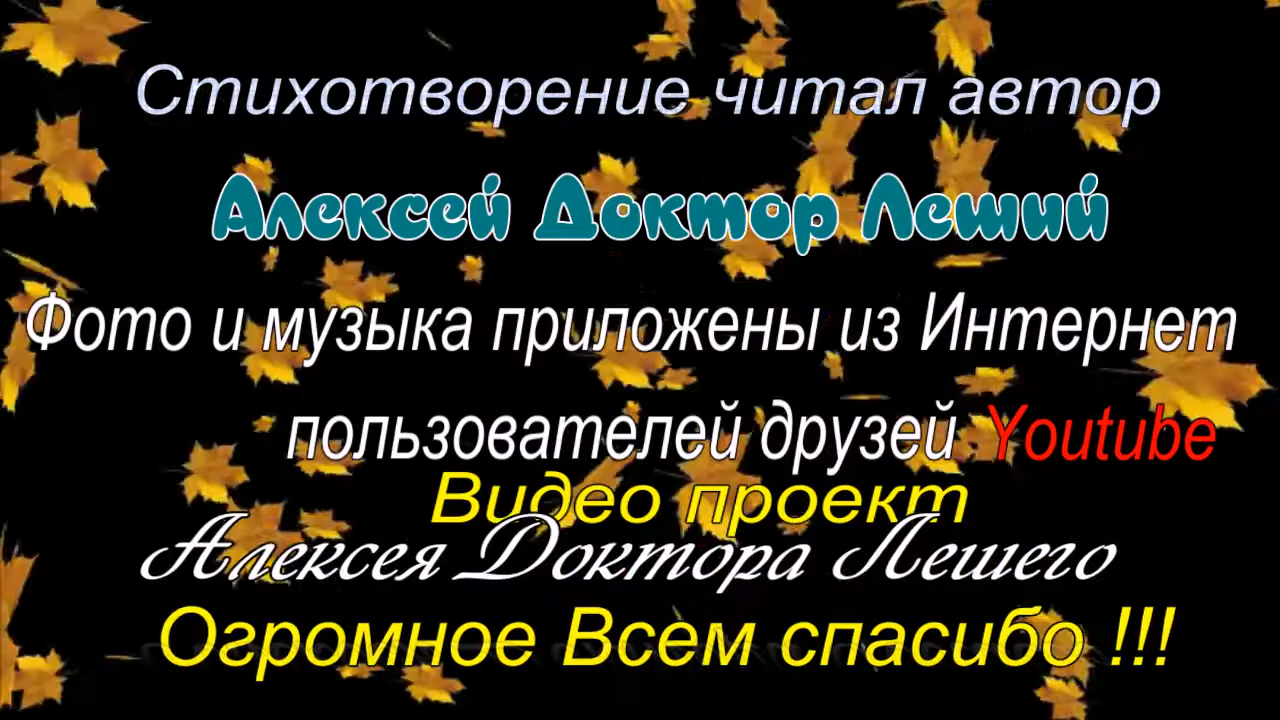 Стихотворение читал автор
Алексей Доктор Леший
Фото и музыка приложены из Интернет
пользователей друзей Youtube
Видео проект
Алексея Доктора Лешего
Огромное Всем спасибо !!!